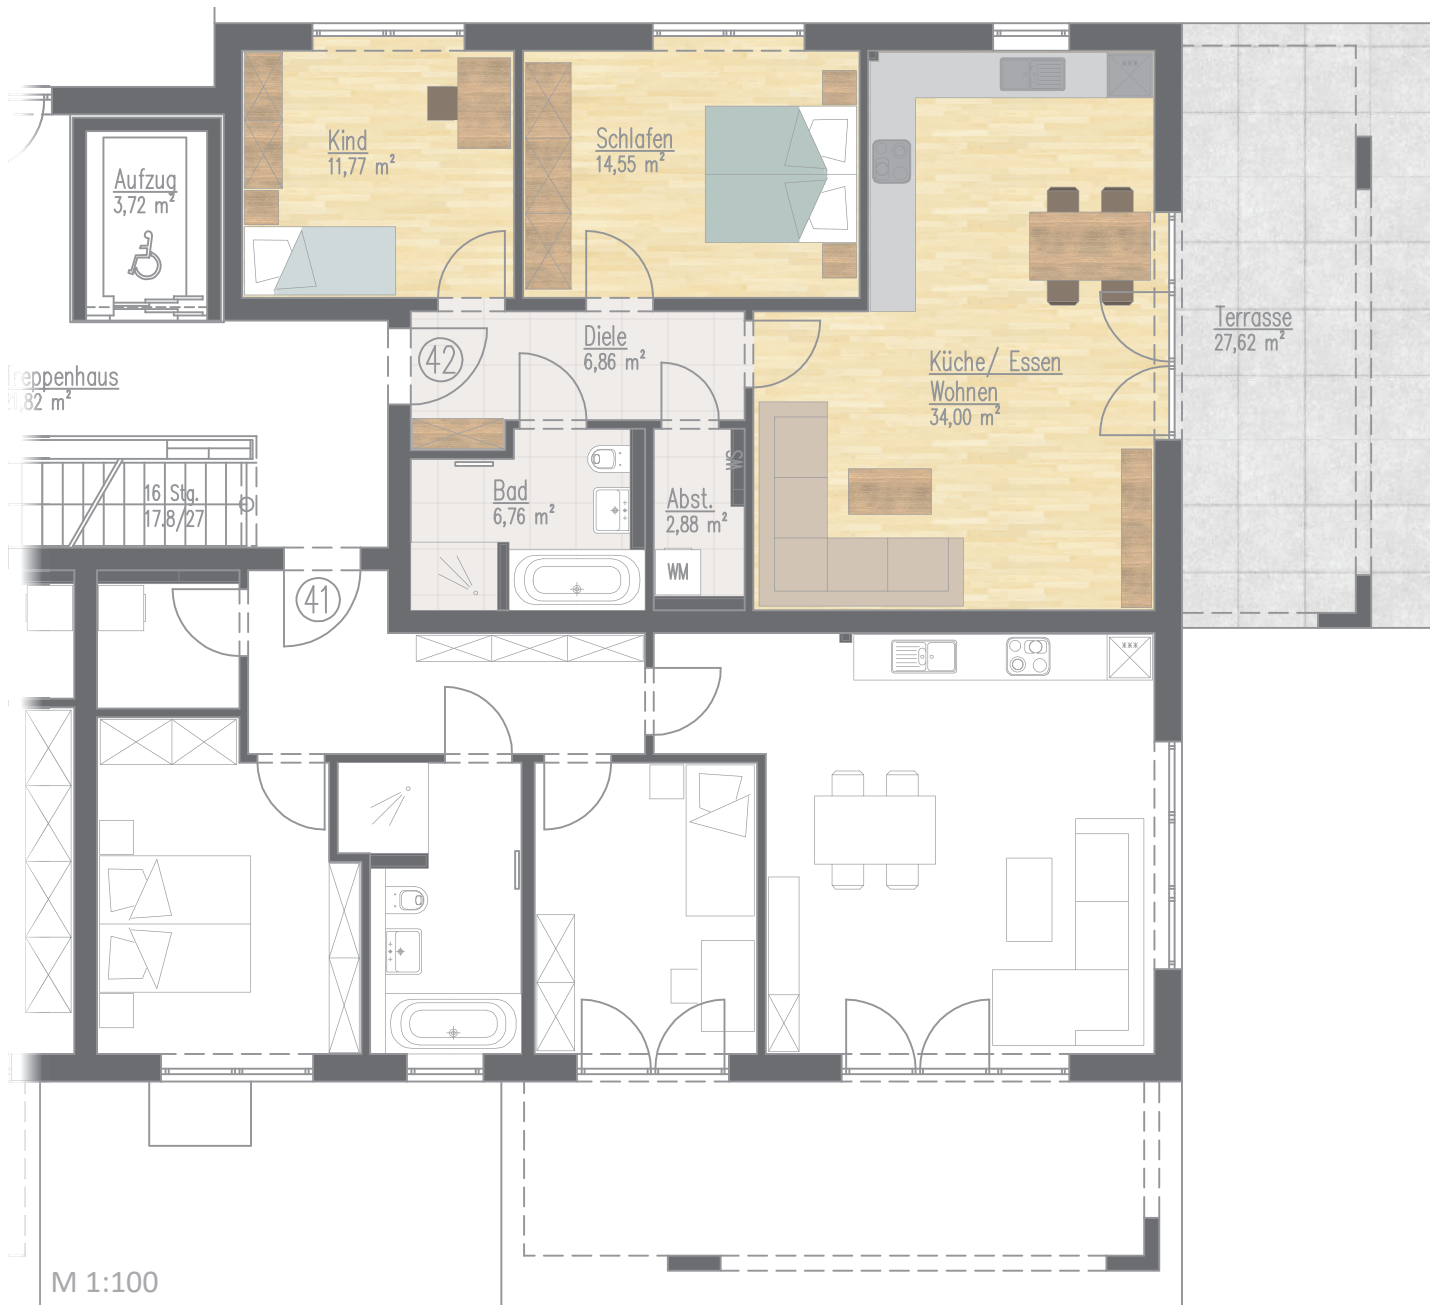 Kind
11,77 m²
Schlafen
14,55 m²
Aufzug
3,72 m²
Diele
6,86 m²
42
Terrasse
27,62 m²
Küche/ Essen
Wohnen
34,00 m²
reppenhaus
,82 m²
16 Stg.
17.8/27
Bad
6,76 m²
WS
Abst.
2,88 m²
WM
41
M 1:100